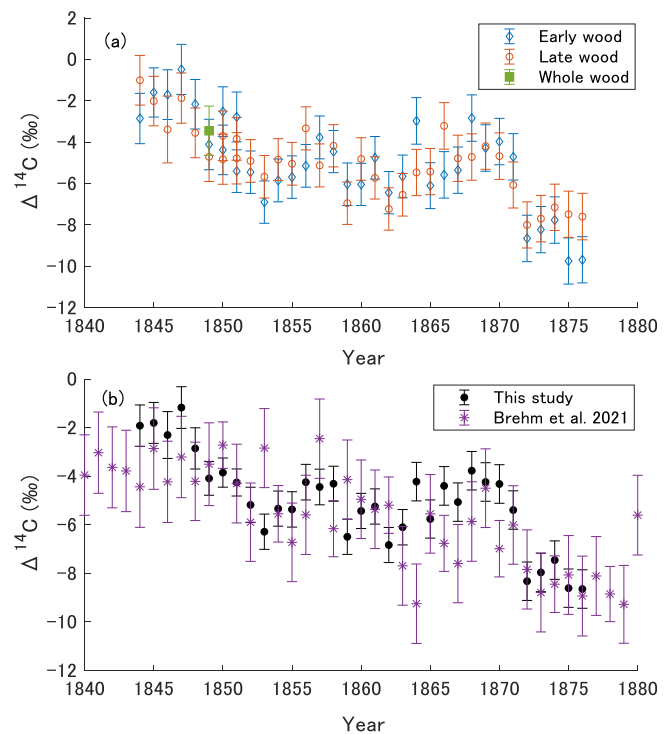 2
(a)
Early wood
Late wood
Whole wood
0
-2
-4
-6
-8
-10
-12
Δ ¹⁴C (‰)
1840 1845 1850 1855 1860 1865 1870 1875 1880
Year
0
(b)
This study
Brehm et al. 2021
-2
-4
-6
-8
-10
-12
Δ ¹⁴C (‰)
1840 1845 1850 1855 1860 1865 1870 1875 1880
Year